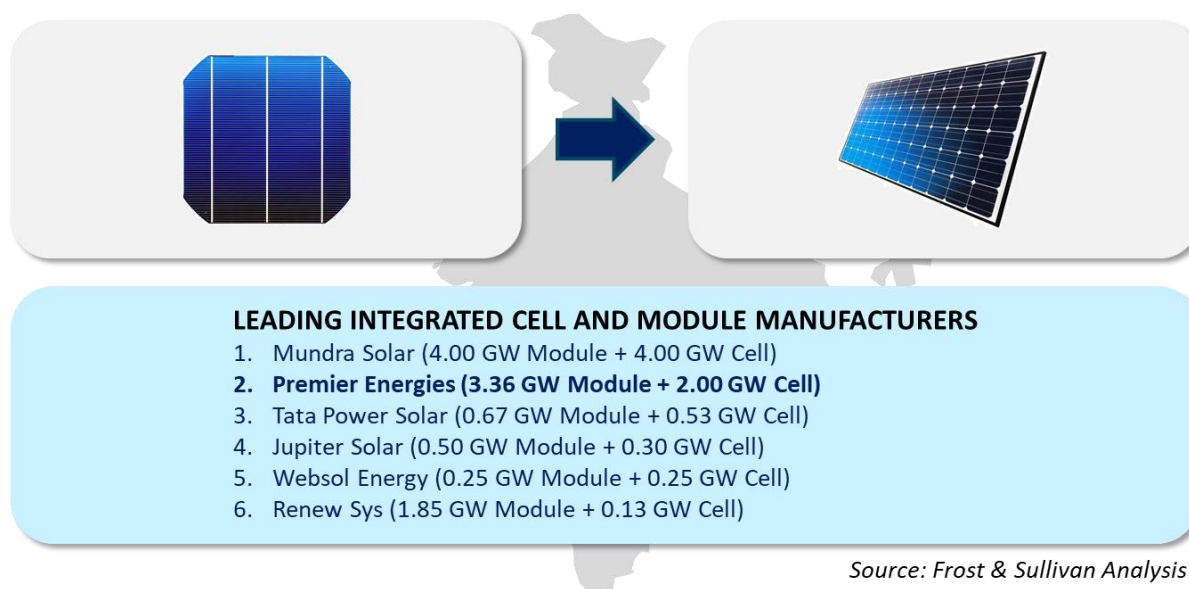 LEADING INTEGRATED CELL AND MODULE MANUFACTURERS
1. Mundra Solar (4.00 GW Module + 4.00 GW Cell)
2. Premier Energies (3.36 GW Module + 2.00 GW Cell)
3. Tata Power Solar (0.67 GW Module + 0.53 GW Cell)
4. Jupiter Solar (0.50 GW Module + 0.30 GW Cell)
5. Websol Energy (0.25 GW Module + 0.25 GW Cell)
6. Renew Sys (1.85 GW Module + 0.13 GW Cell)
Source: Frost & Sullivan Analysis